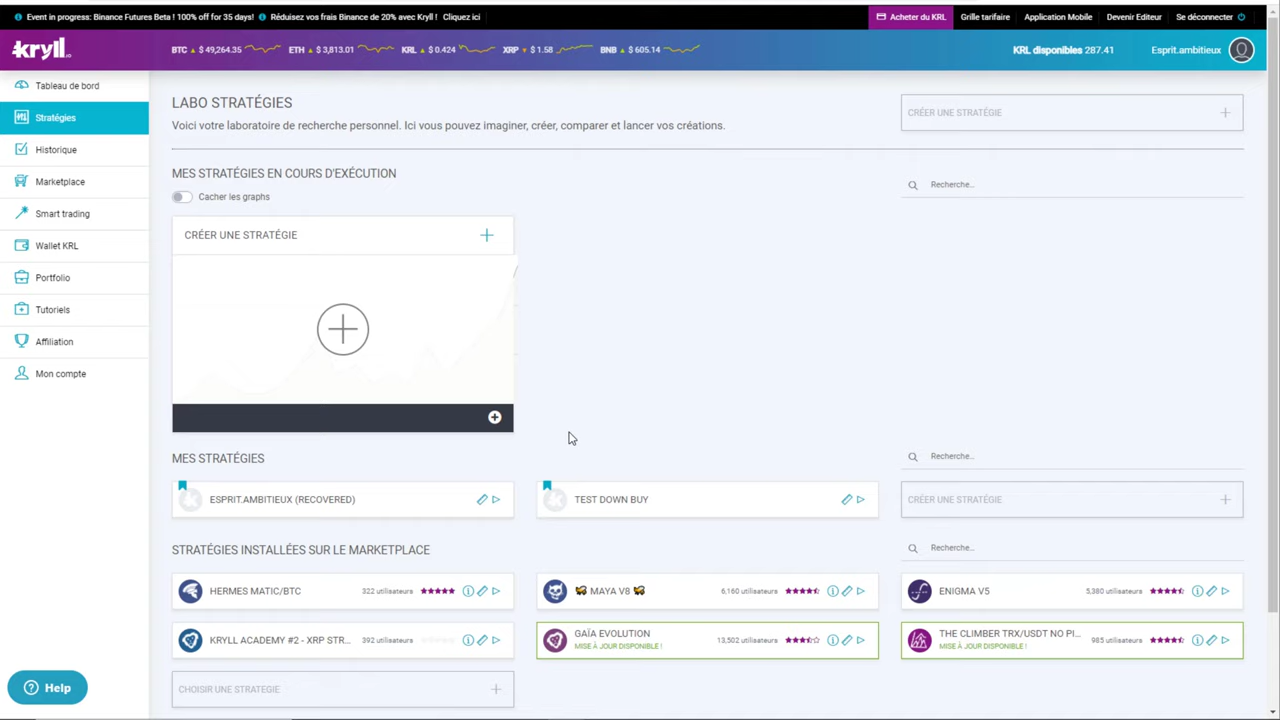 Event in progress: Binance Futures Beta ! 100% off for 35 days! Réduisez vos frais Binance de 20% avec Kryll ! Cliquez ici
Acheter du KRL Grille tarifaire Application Mobile Devenir Editeur Se déconnecter
kryll.io BTC $ 49,264.35 ETH $ 3,813.01 KRL $ 0.424 XRP $ 1.58 BNB $ 605.14 KRL disponibles 287.41 Esprit.ambitieux
Tableau de bord
Stratégies
Historique
Marketplace
Smart trading
Wallet KRL
Portfolio
Tutoriels
Affiliation
Mon compte
LABO STRATÉGIES
Voici votre laboratoire de recherche personnel. Ici vous pouvez imaginer, créer, comparer et lancer vos créations.
CRÉER UNE STRATÉGIE
MES STRATÉGIES EN COURS D'EXÉCUTION
Recherche...
Cacher les graphs
CRÉER UNE STRATÉGIE
MES STRATÉGIES
Recherche...
ESPRIT.AMBITIEUX (RECOVERED) TEST DOWN BUY CRÉER UNE STRATÉGIE
STRATÉGIES INSTALLÉES SUR LE MARKETPLACE
Recherche...
HERMES MATIC/BTC 322 utilisateurs MAYA V8 6,160 utilisateurs ENIGMA V5 5,380 utilisateurs
KRYLL ACADEMY #2 - XRP STR... 392 utilisateurs GAÏA EVOLUTION 13,502 utilisateurs THE CLIMBER TRX/USDT NO PI... 985 utilisateurs
MISE À JOUR DISPONIBLE ! MISE À JOUR DISPONIBLE !
CHOISIR UNE STRATEGIE
Help